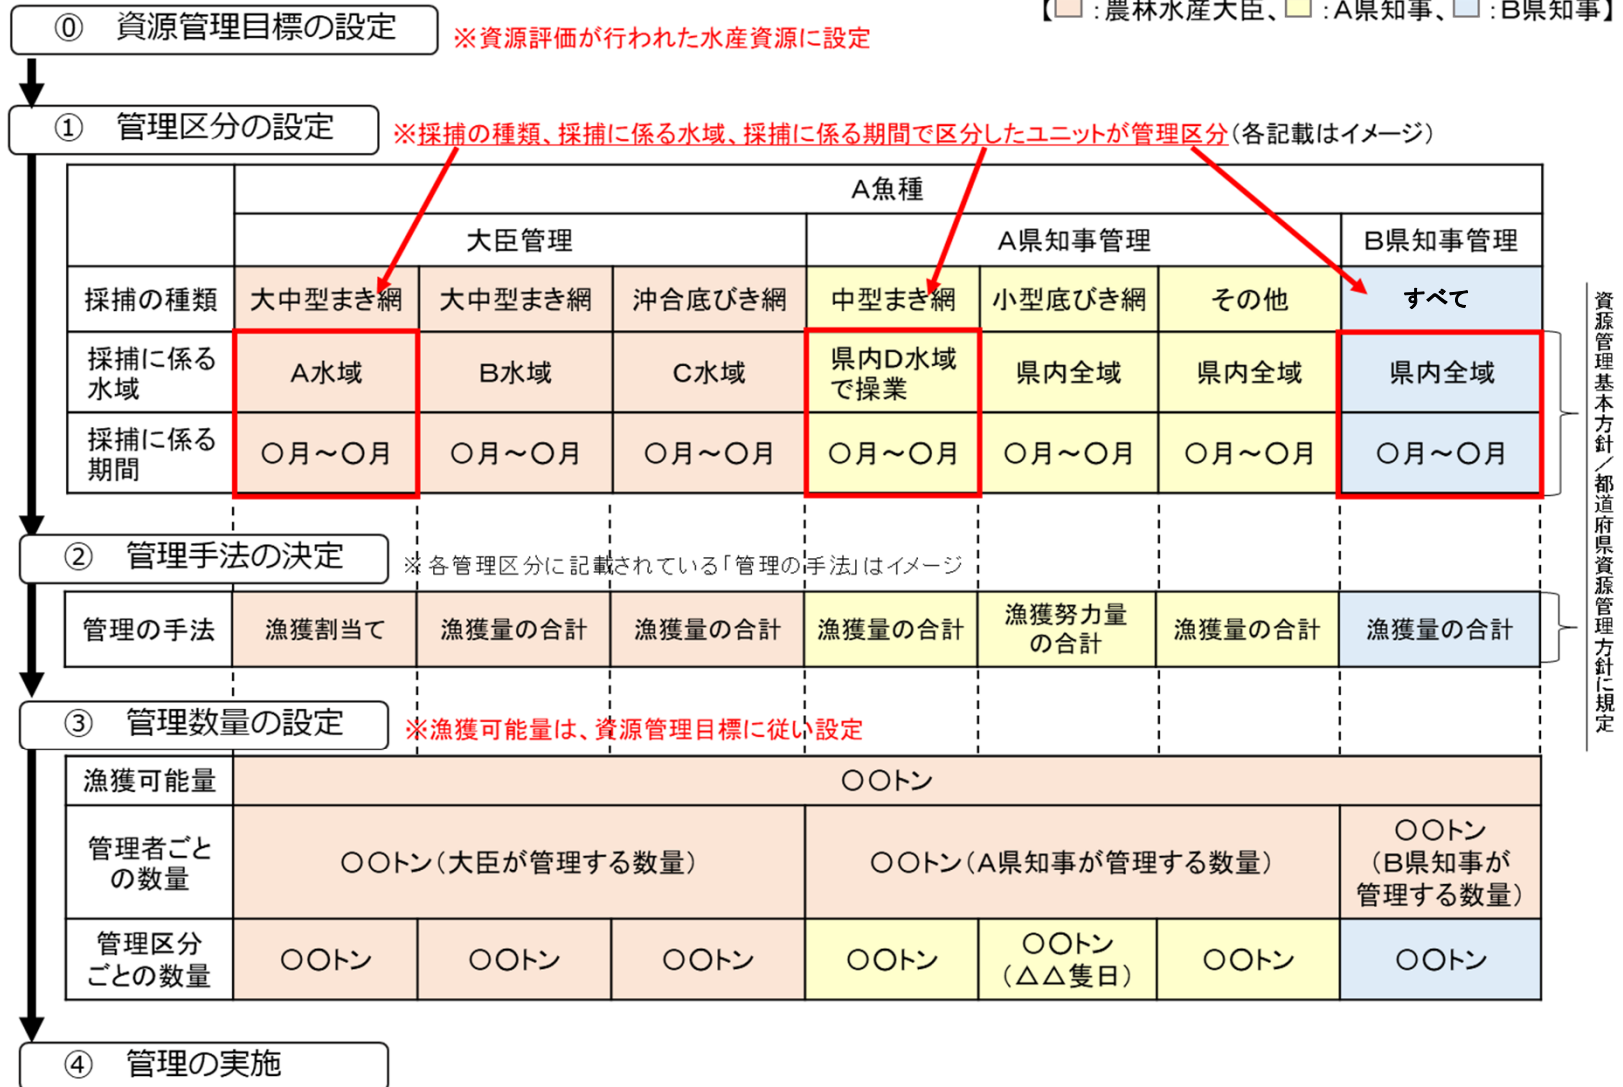 【 :農林水産大臣、 :A県知事、 :B県知事】
⓪ 資源管理目標の設定
※資源評価が行われた水産資源に設定
① 管理区分の設定
※採捕の種類、採捕に係る水域、採捕に係る期間で区分したユニットが管理区分(各記載はイメージ)
A魚種
大臣管理 A県知事管理 B県知事管理
採捕の種類 大中型まき網 大中型まき網 沖合底びき網 中型まき網 小型底びき網 その他 すべて
採捕に係る
水域
A水域 B水域 C水域
県内D水域
で操業
県内全域 県内全域 県内全域
採捕に係る
期間
〇月~〇月 〇月~〇月 〇月~〇月 〇月~〇月 〇月~〇月 〇月~〇月 〇月~〇月
資源管理基本方針/都道府県資源管理方針に規定
② 管理手法の決定
※各管理区分に記載されている「管理の手法」はイメージ
管理の手法 漁獲割当て 漁獲量の合計 漁獲量の合計 漁獲量の合計
漁獲努力量
の合計
漁獲量の合計 漁獲量の合計
③ 管理数量の設定
※漁獲可能量は、資源管理目標に従い設定
漁獲可能量 〇〇トン
管理者ごと
の数量
〇〇トン(大臣が管理する数量) 〇〇トン(A県知事が管理する数量)
〇〇トン
(B県知事が
管理する数量)
管理区分
ごとの数量
〇〇トン 〇〇トン 〇〇トン 〇〇トン
〇〇トン
(△△隻日)
〇〇トン 〇〇トン
④ 管理の実施